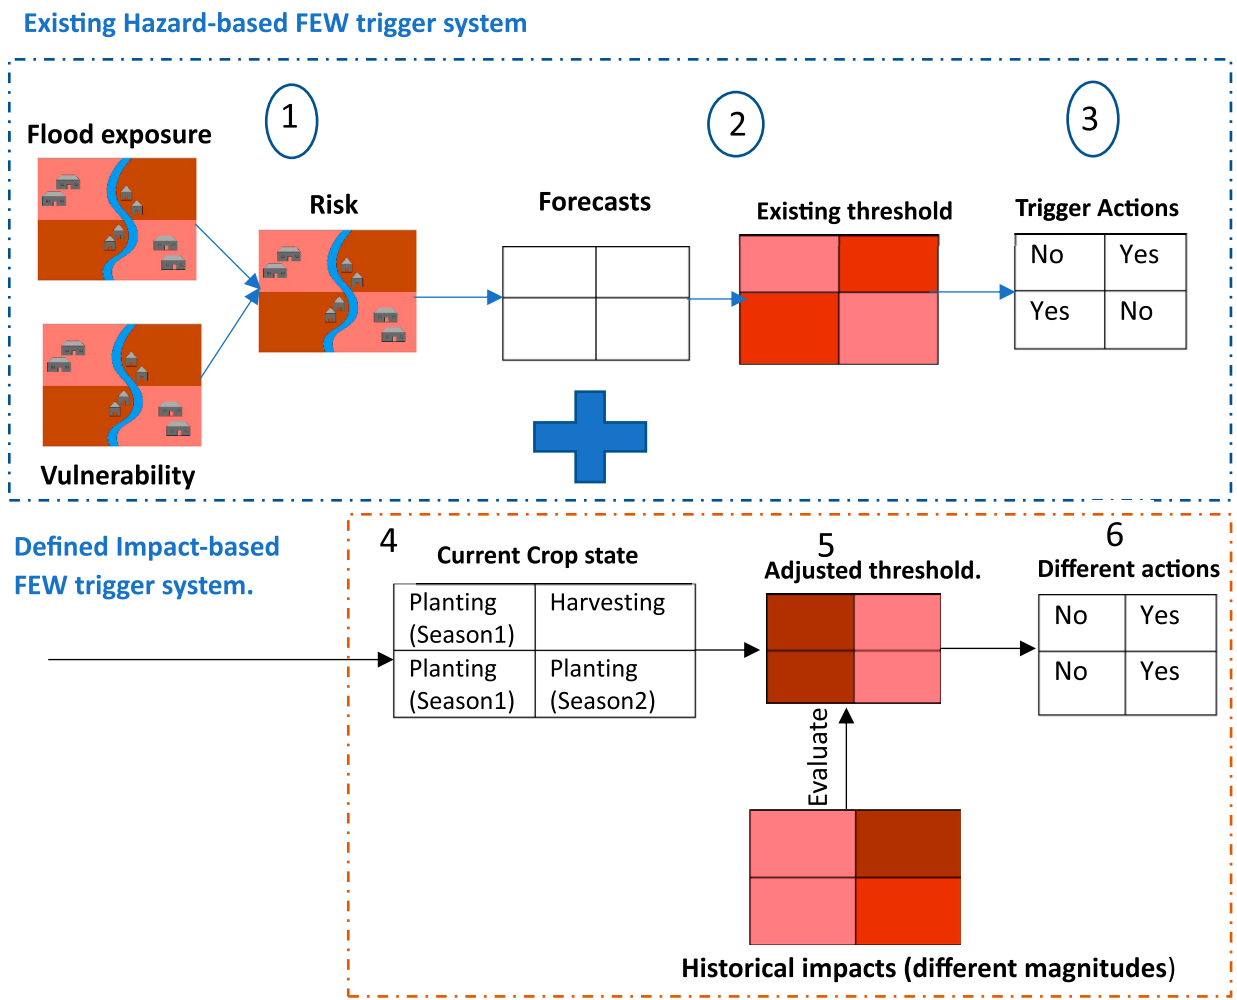 Existing Hazard-based FEW trigger system
1
2
3
Flood exposure
Risk
Forecasts
Existing threshold
Trigger Actions
No Yes
Yes No
Vulnerability
Defined Impact-based
FEW trigger system.
4
5
6
Current Crop state
Adjusted threshold.
Different actions
Planting
(Season1)
Harvesting
Planting
(Season1)
Planting
(Season2)
No Yes
No Yes
Evaluate
Historical impacts (different magnitudes)